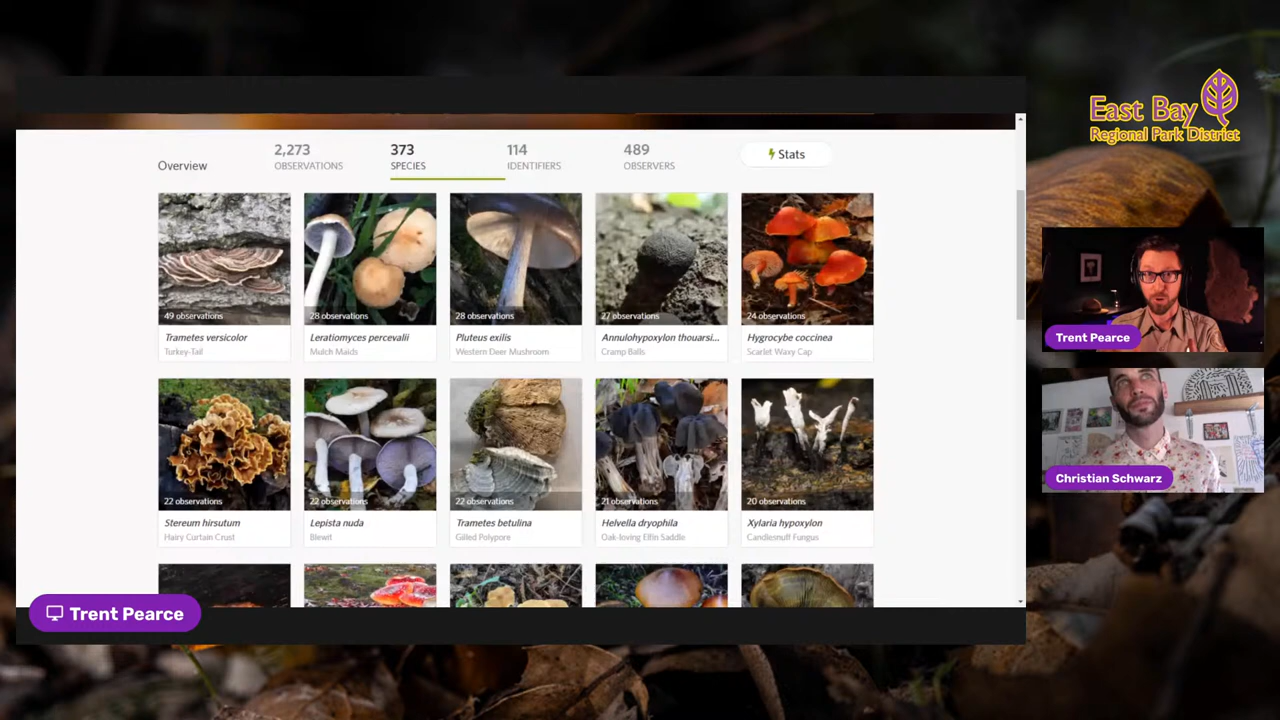 East Bay
Regional Park District
Overview
2,273
OBSERVATIONS
373
SPECIES
114
IDENTIFIERS
489
OBSERVERS
Stats
49 observations
Trametes versicolor
Turkey-Tail
28 observations
Leratiomyces percevalii
Mulch Maids
28 observations
Pluteus exilis
Western Deer Mushroom
27 observations
Annulohypoxylon thouarsi...
Cramp Balls
24 observations
Hygrocybe coccinea
Scarlet Waxy Cap
22 observations
Stereum hirsutum
Hairy Curtain Crust
22 observations
Lepista nuda
Blewit
22 observations
Trametes betulina
Gilled Polypore
21 observations
Helvella dryophila
Oak-loving Elfin Saddle
20 observations
Xylaria hypoxylon
Candlesnuff Fungus
Trent Pearce
Christian Schwarz
Trent Pearce